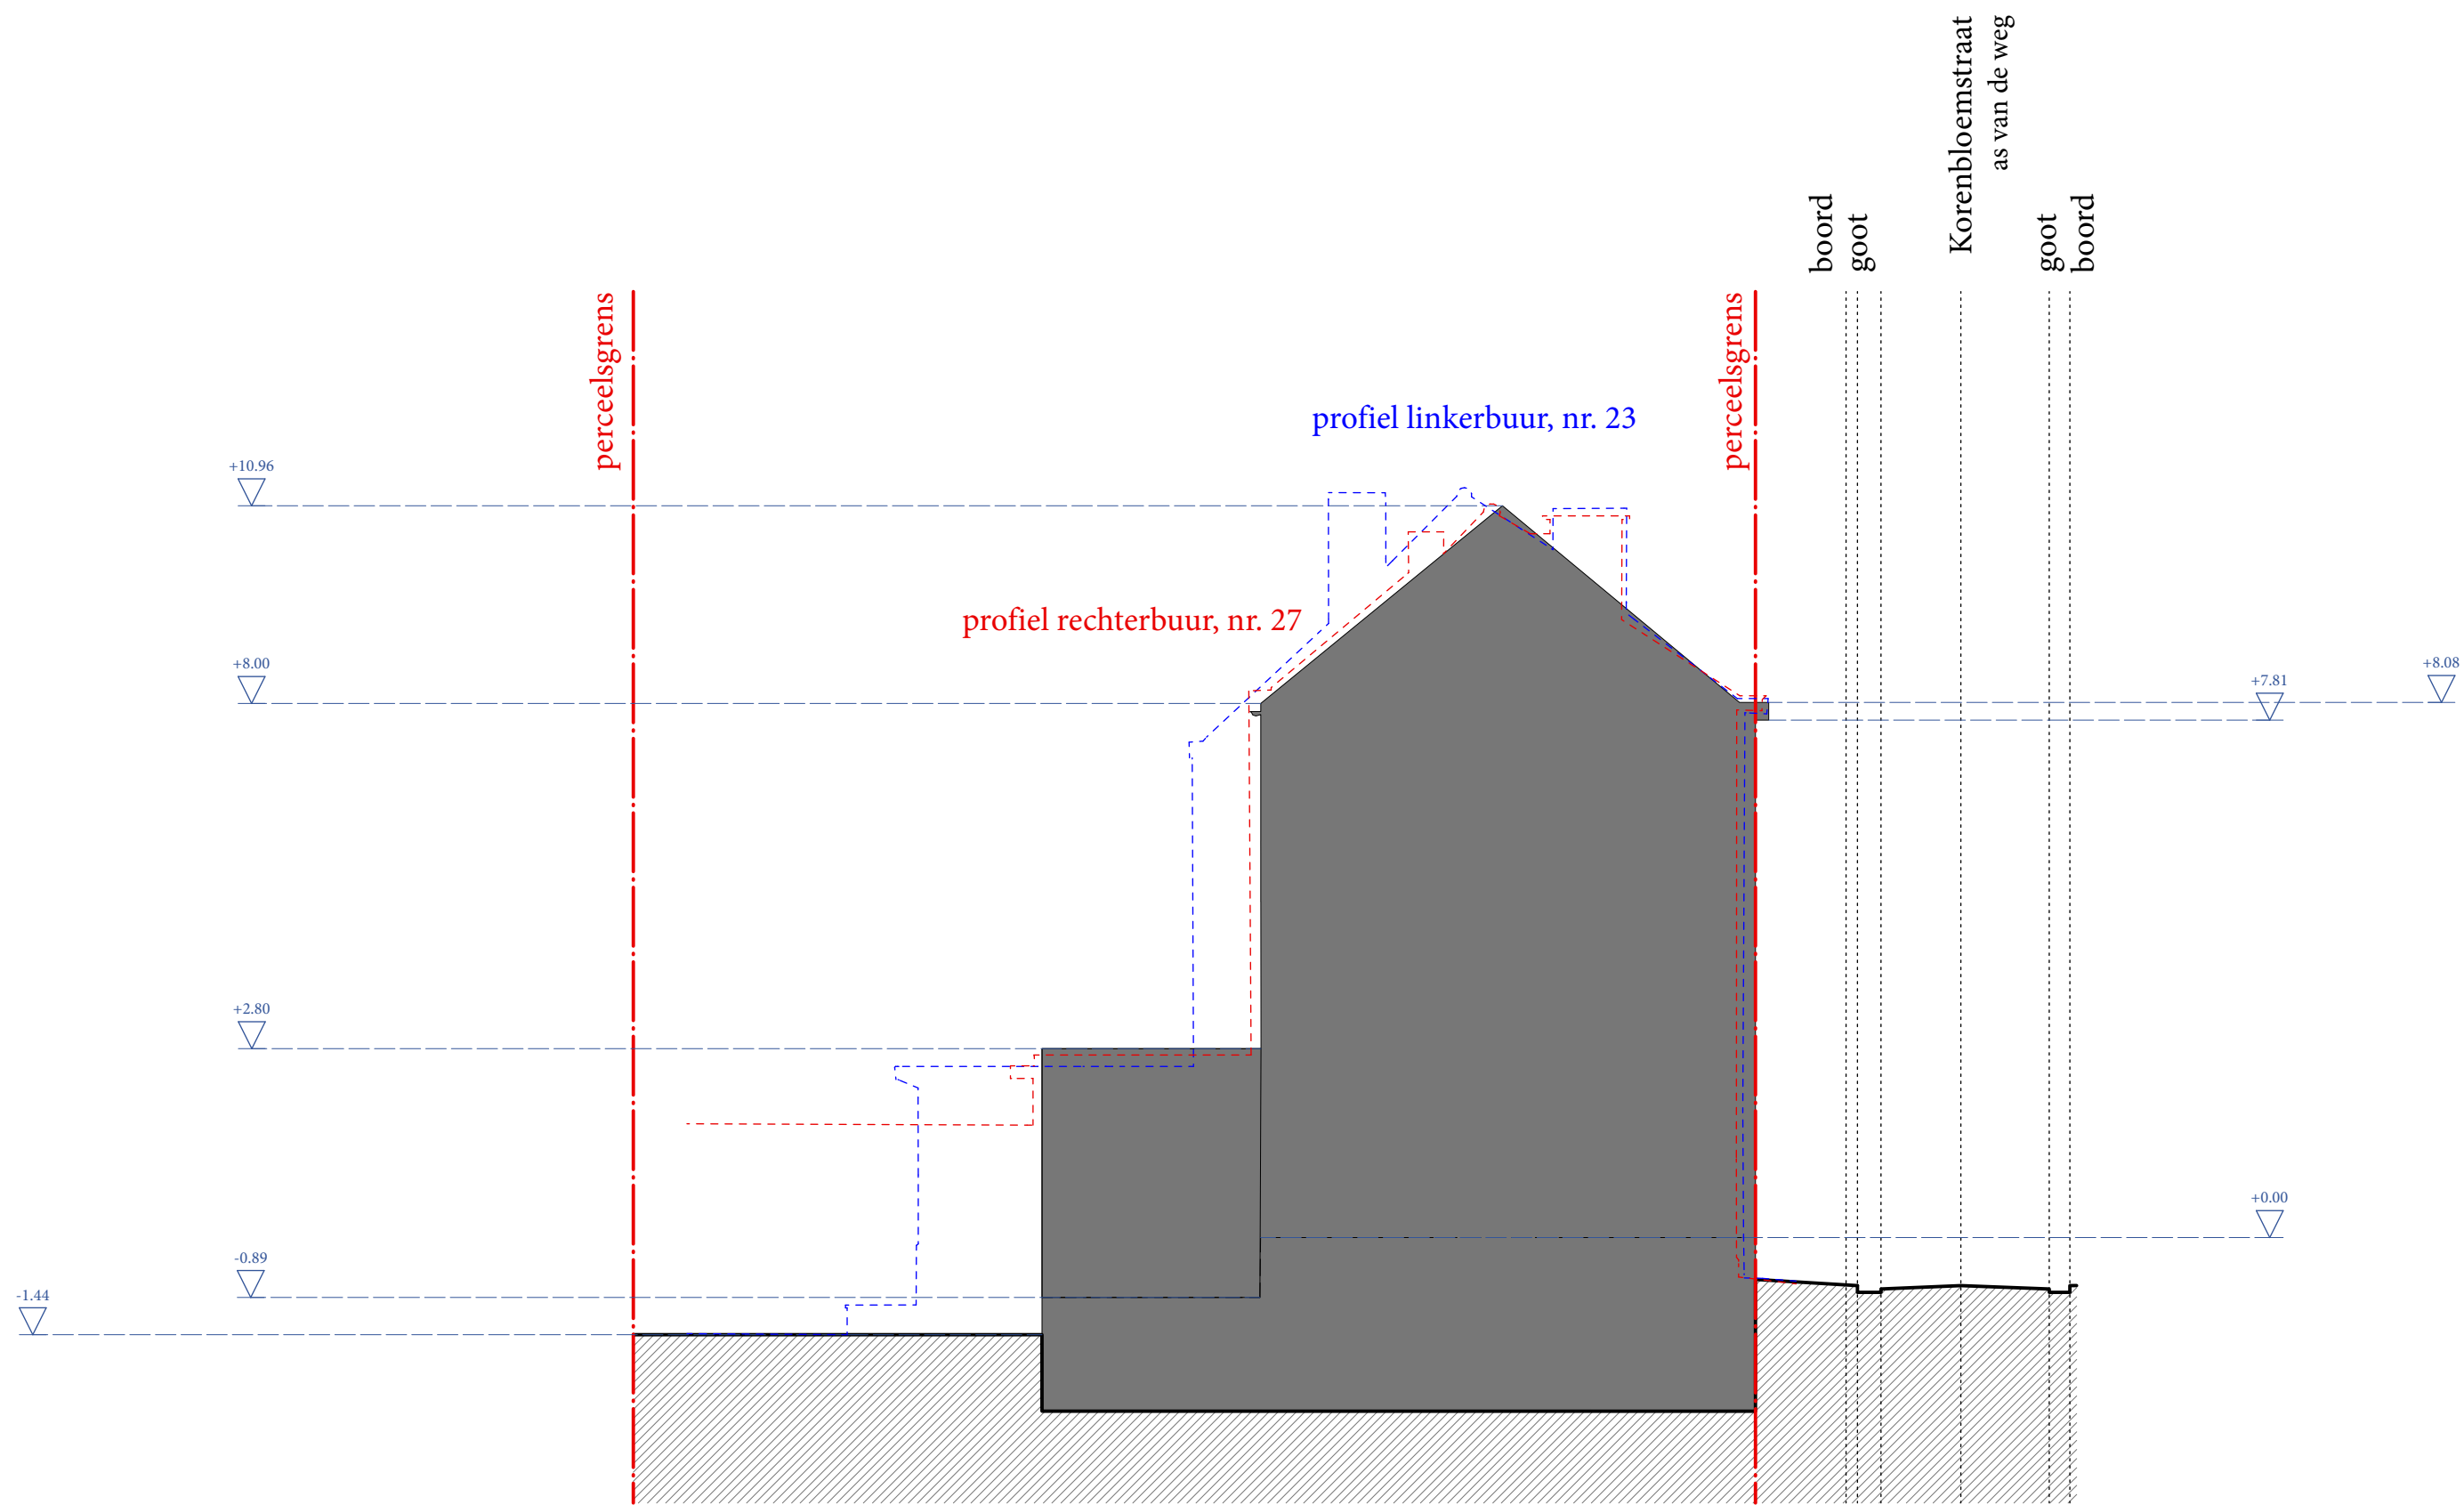 Korenbloemstraat
as van de weg
boord
goot
goot
boord
perceelsgrens
perceelsgrens
profiel linkerbuur, nr. 23
+10.96
profiel rechterbuur, nr. 27
+8.00
+8.08
+7.81
+2.80
+0.00
-0.89
-1.44